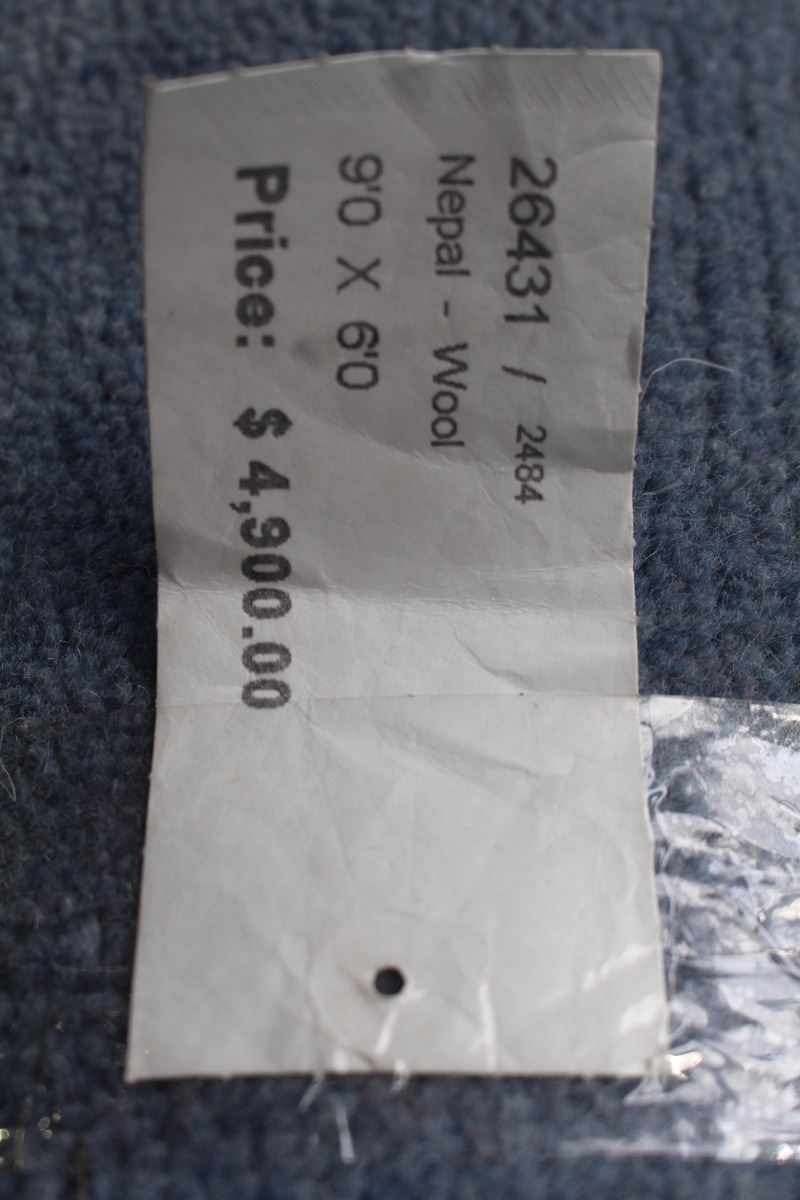 26431 / 2484
Nepal - Wool
9'0 X 6'0
Price: $ 4,900.00